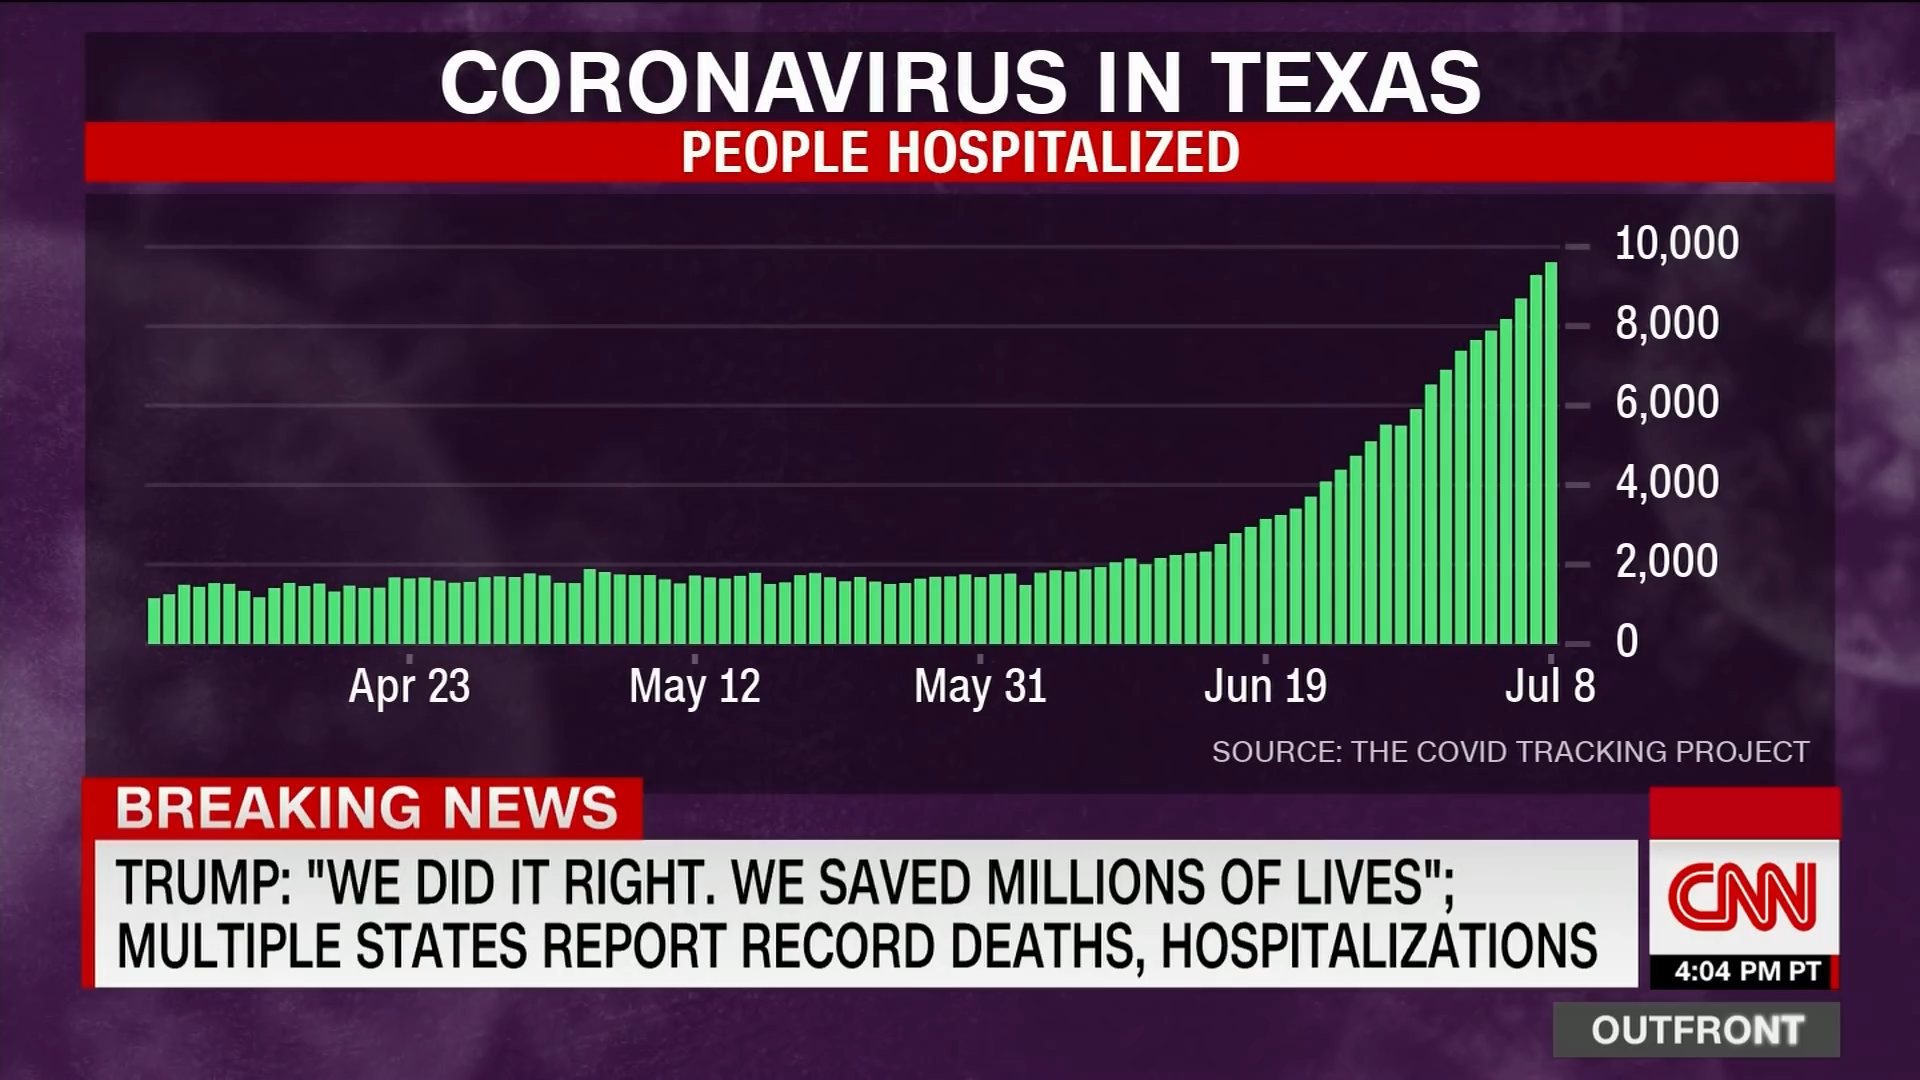 CORONAVIRUS IN TEXAS
PEOPLE HOSPITALIZED
10,000
8,000
6,000
4,000
2,000
0
Apr 23 May 12 May 31 Jun 19 Jul 8
SOURCE: THE COVID TRACKING PROJECT
BREAKING NEWS
TRUMP: "WE DID IT RIGHT. WE SAVED MILLIONS OF LIVES";
MULTIPLE STATES REPORT RECORD DEATHS, HOSPITALIZATIONS
CNN
4:04 PM PT
OUTFRONT